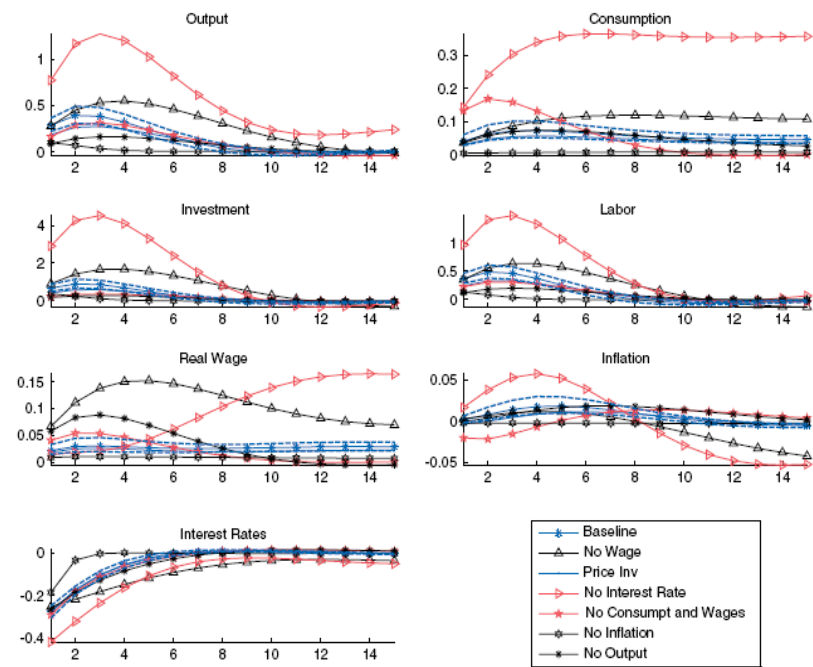 Output
1
0.5
0
2 4 6 8 10 12 14
Consumption
0.3
0.2
0.1
0
2 4 6 8 10 12 14
Investment
4
2
0
2 4 6 8 10 12 14
Labor
1
0.5
0
2 4 6 8 10 12 14
Real Wage
0.15
0.1
0.05
0
2 4 6 8 10 12 14
Inflation
0.05
0
-0.05
2 4 6 8 10 12 14
Interest Rates
0
-0.2
-0.4
2 4 6 8 10 12 14
Baseline
No Wage
Price Inv
No Interest Rate
No Consumpt and Wages
No Inflation
No Output